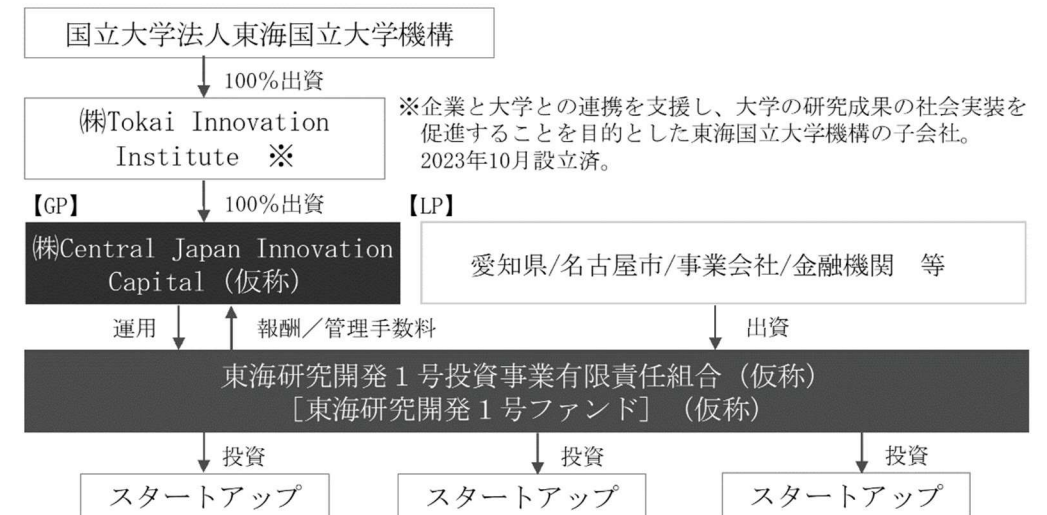 国立大学法人東海国立大学機構
100%出資
㈱Tokai Innovation
Institute ※
※企業と大学との連携を支援し、大学の研究成果の社会実装を
促進することを目的とした東海国立大学機構の子会社。
2023年10月設立済。
100%出資
【GP】
【LP】
㈱Central Japan Innovation
Capital（仮称）
愛知県/名古屋市/事業会社/金融機関 等
運用
報酬／管理手数料
出資
東海研究開発１号投資事業有限責任組合（仮称）
［東海研究開発１号ファンド］（仮称）
投資
投資
投資
スタートアップ
スタートアップ
スタートアップ